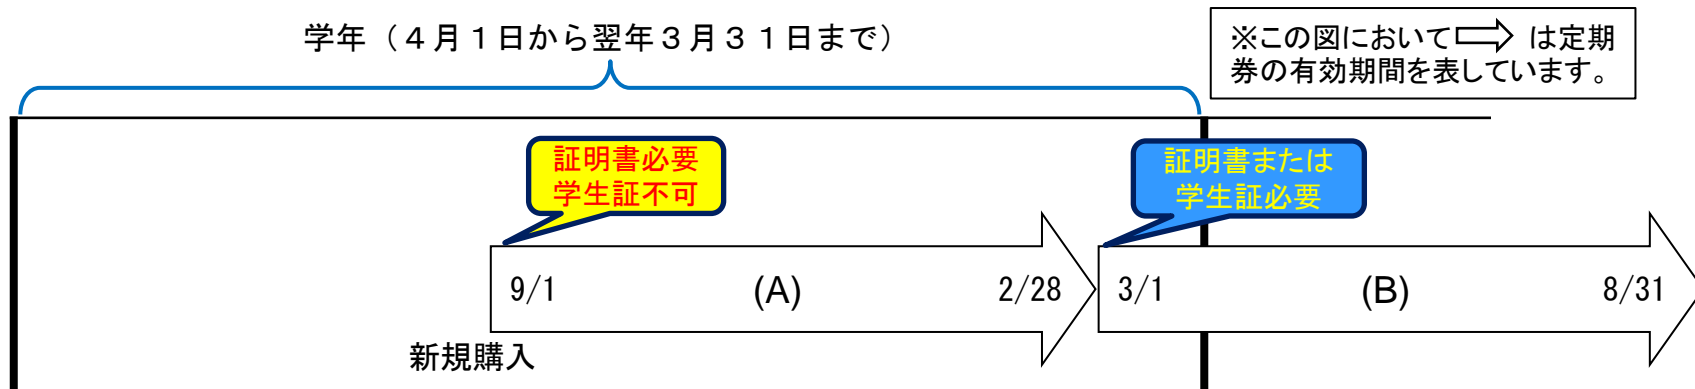 学年（４月１日から翌年３月３１日まで）
※この図において は定期
券の有効期間を表しています。
証明書必要
学生証不可
証明書または
学生証必要
9/1
(A)
2/28
3/1
(B)
8/31
新規購入